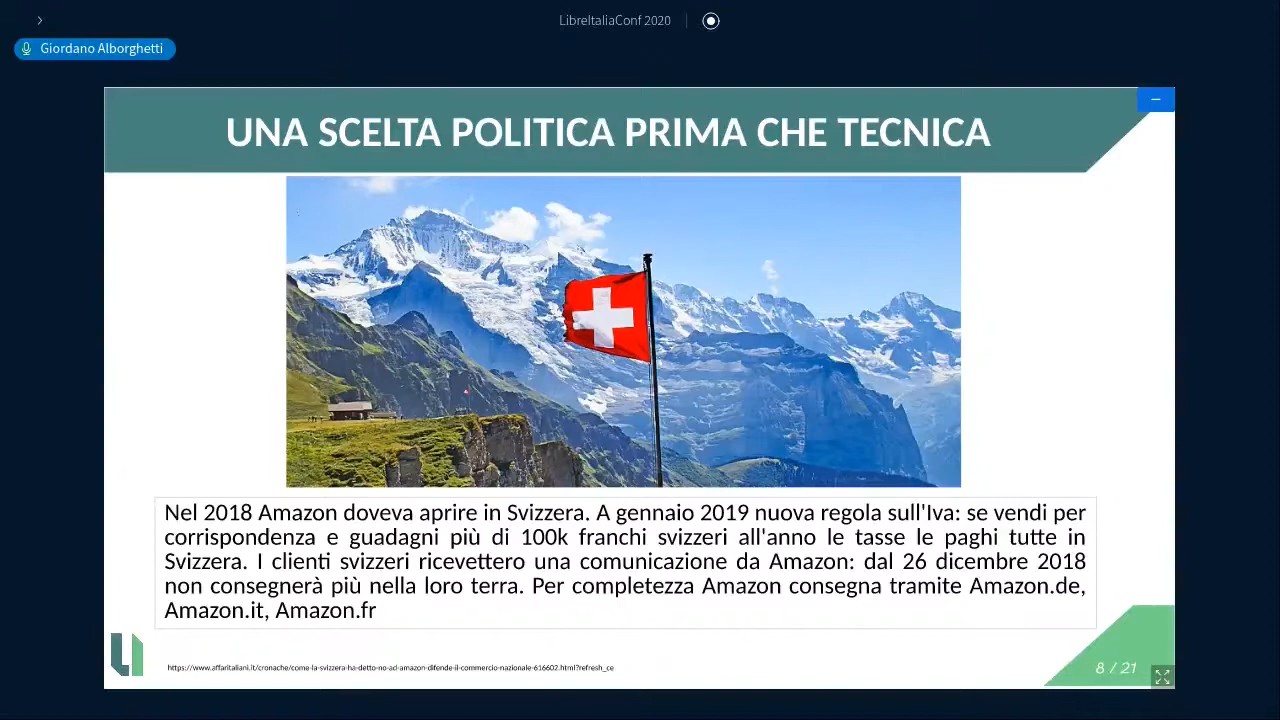 LibreItaliaConf 2020
Giordano Alborghetti
UNA SCELTA POLITICA PRIMA CHE TECNICA
Nel 2018 Amazon doveva aprire in Svizzera. A gennaio 2019 nuova regola sull'Iva: se vendi per
corrispondenza e guadagni più di 100k franchi svizzeri all'anno le tasse le paghi tutte in
Svizzera. I clienti svizzeri ricevettero una comunicazione da Amazon: dal 26 dicembre 2018
non consegnerà più nella loro terra. Per completezza Amazon consegna tramite Amazon.de,
Amazon.it, Amazon.fr
https://www.affaritaliani.it/cronache/come-la-svizzera-ha-detto-no-ad-amazon-difende-il-commercio-nazionale-616602.html?refresh_ce
8 / 21